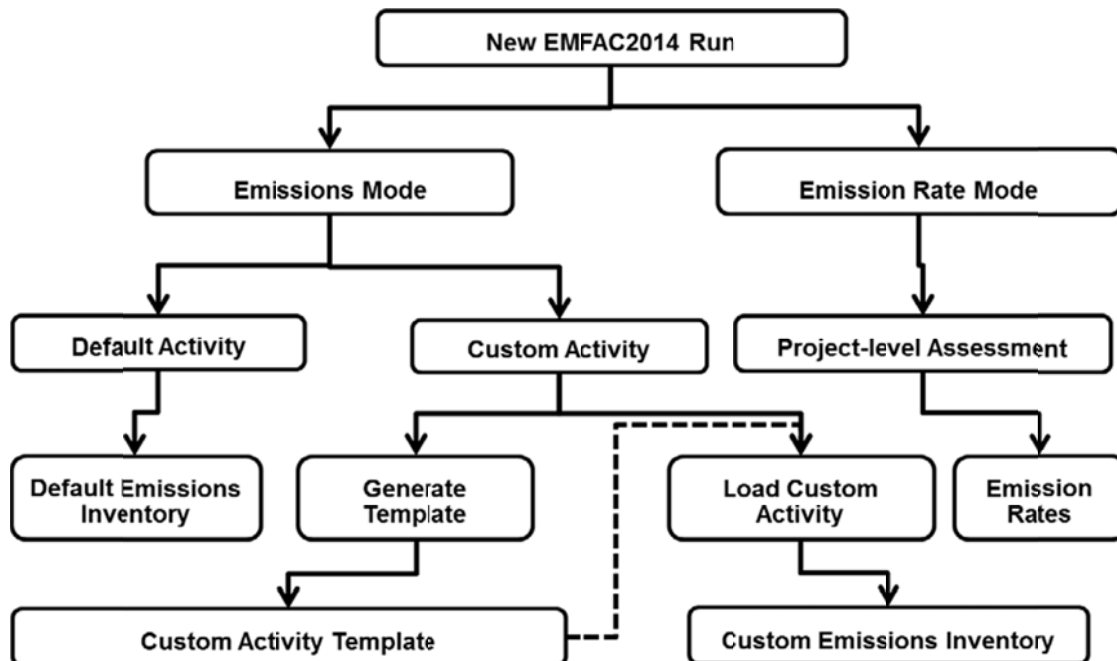 New EMFAC2014 Run
Emissions Mode
Emission Rate Mode
Default Activity
Custom Activity
Project-level Assessment
Default Emissions
Inventory
Generate
Template
Load Custom
Activity
Emission
Rates
Custom Activity Template
Custom Emissions Inventory